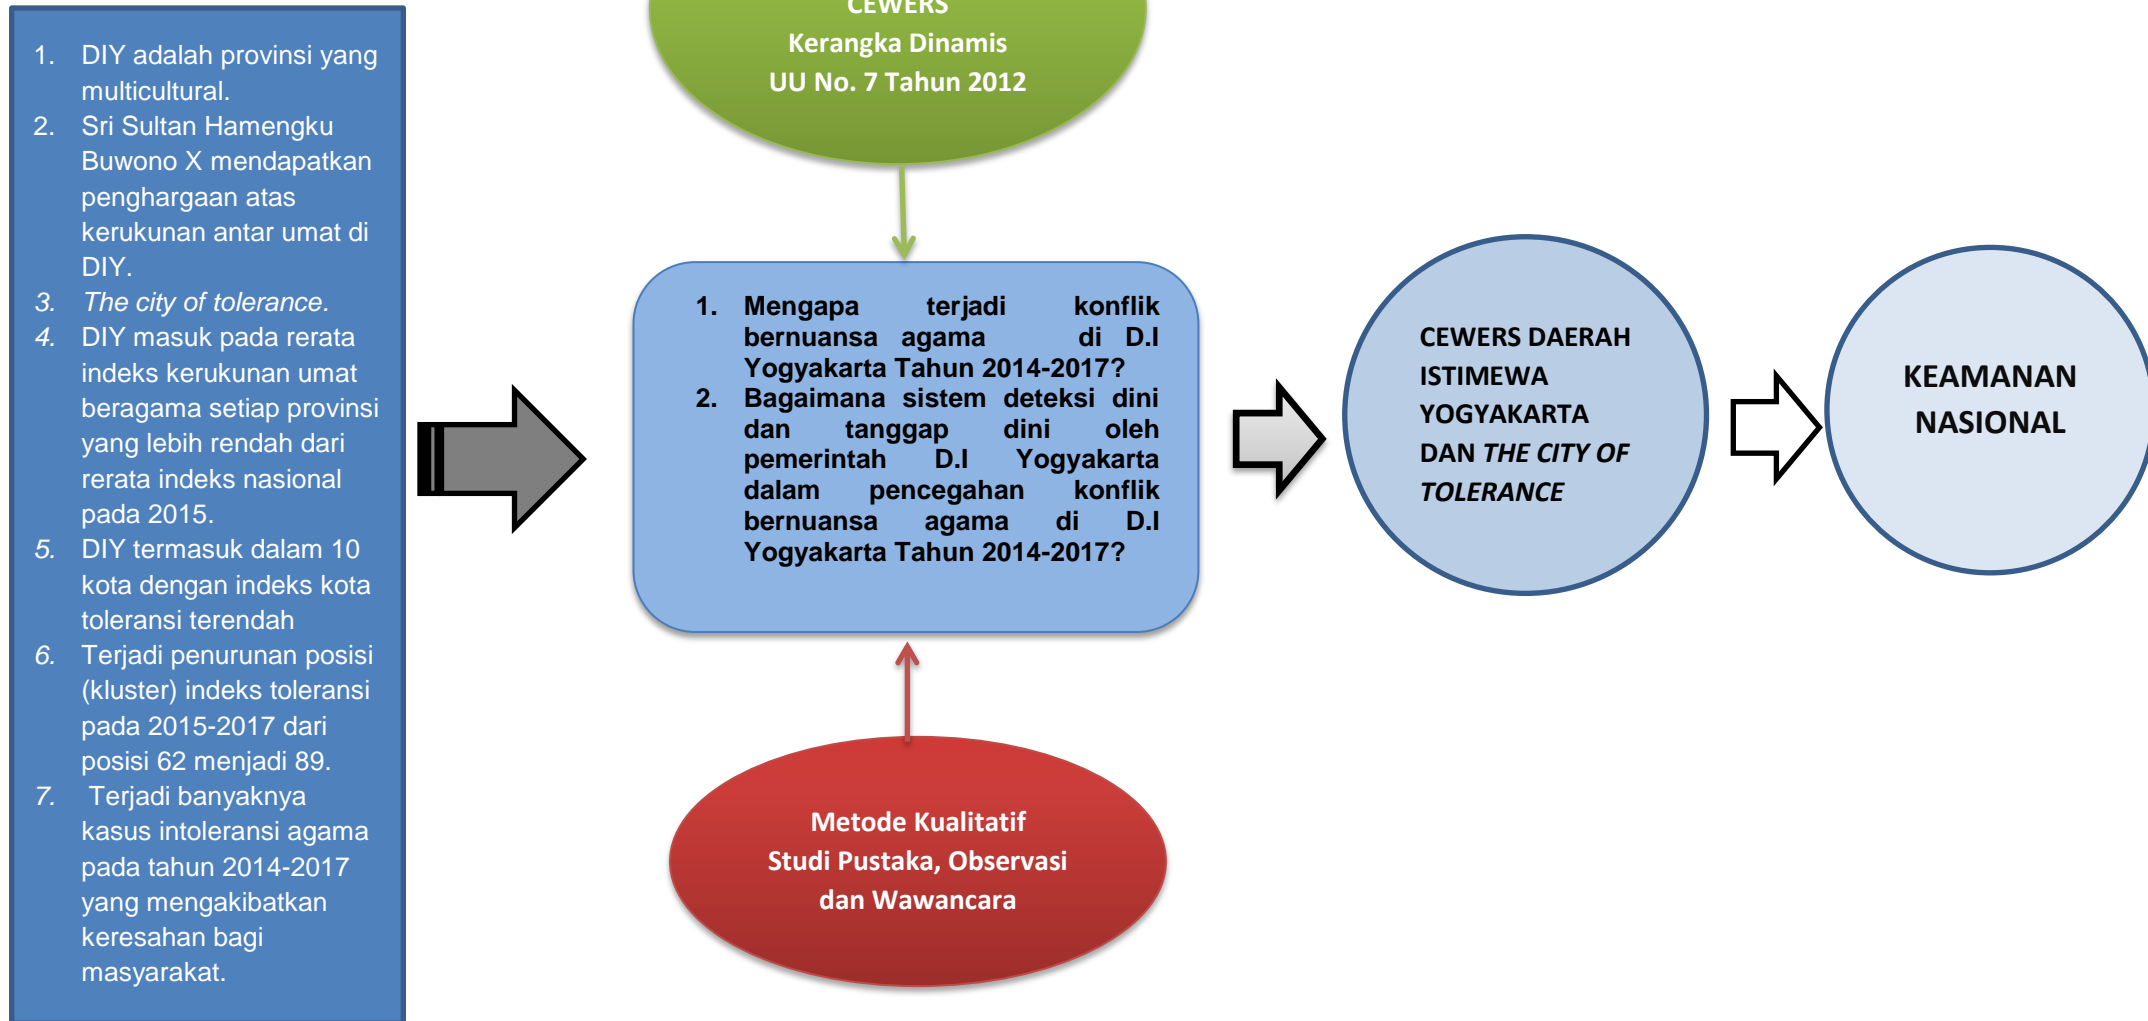 1. DIY adalah provinsi yang
multicultural.
2. Sri Sultan Hamengku
Buwono X mendapatkan
penghargaan atas
kerukunan antar umat di
DIY.
3. The city of tolerance.
4. DIY masuk pada rerata
indeks kerukunan umat
beragama setiap provinsi
yang lebih rendah dari
rerata indeks nasional
pada 2015.
5. DIY termasuk dalam 10
kota dengan indeks kota
toleransi terendah
6. Terjadi penurunan posisi
(kluster) indeks toleransi
pada 2015-2017 dari
posisi 62 menjadi 89.
7. Terjadi banyaknya
kasus intoleransi agama
pada tahun 2014-2017
yang mengakibatkan
keresahan bagi
masyarakat.
CEWERS
Kerangka Dinamis
UU No. 7 Tahun 2012
1. Mengapa terjadi konflik
bernuansa agama di D.I
Yogyakarta Tahun 2014-2017?
2. Bagaimana sistem deteksi dini
dan tanggap dini oleh
pemerintah D.I Yogyakarta
dalam pencegahan konflik
bernuansa agama di D.I
Yogyakarta Tahun 2014-2017?
Metode Kualitatif
Studi Pustaka, Observasi
dan Wawancara
CEWERS DAERAH
ISTIMEWA
YOGYAKARTA
DAN THE CITY OF
TOLERANCE
KEAMANAN
NASIONAL